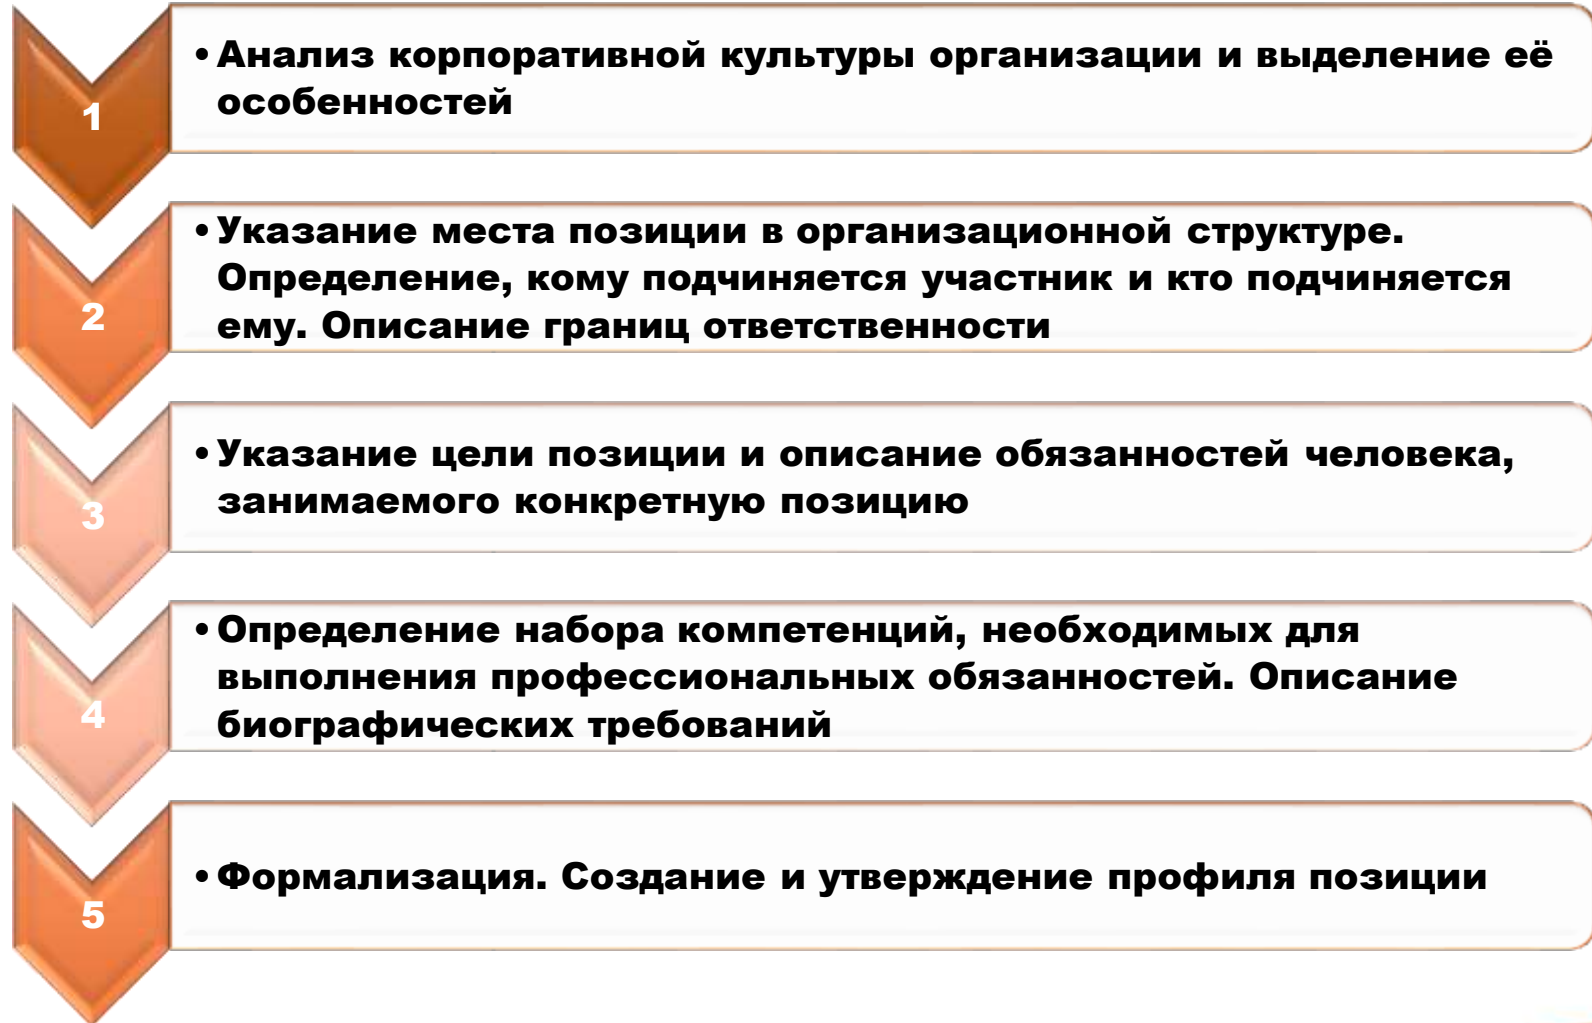 1
• Анализ корпоративной культуры организации и выделение её
особенностей
2
• Указание места позиции в организационной структуре.
Определение, кому подчиняется участник и кто подчиняется
ему. Описание границ ответственности
3
• Указание цели позиции и описание обязанностей человека,
занимаемого конкретную позицию
4
• Определение набора компетенций, необходимых для
выполнения профессиональных обязанностей. Описание
биографических требований
5
• Формализация. Создание и утверждение профиля позиции